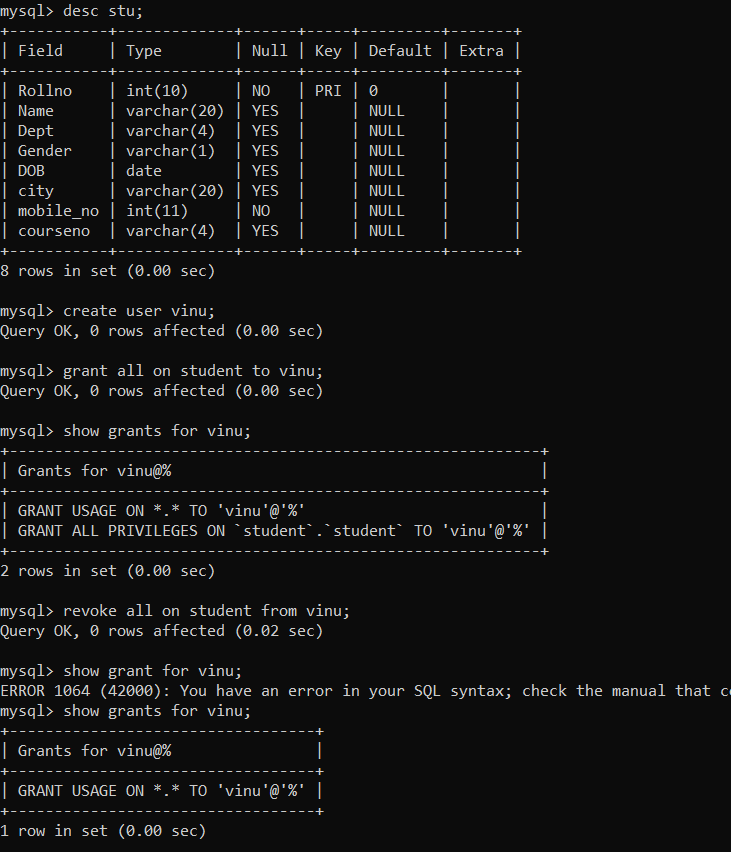 mysql> desc stu;
+-----------+-------------+------+-----+---------+-------+
| Field     | Type        | Null | Key | Default | Extra |
+-----------+-------------+------+-----+---------+-------+
| Rollno    | int(10)     | NO   | PRI | 0       |       |
| Name      | varchar(20) | YES  |     | NULL    |       |
| Dept      | varchar(4)  | YES  |     | NULL    |       |
| Gender    | varchar(1)  | YES  |     | NULL    |       |
| DOB       | date        | YES  |     | NULL    |       |
| city      | varchar(20) | YES  |     | NULL    |       |
| mobile_no | int(11)     | NO   |     | NULL    |       |
| courseno  | varchar(4)  | YES  |     | NULL    |       |
+-----------+-------------+------+-----+---------+-------+
8 rows in set (0.00 sec)

mysql> create user vinu;
Query OK, 0 rows affected (0.00 sec)

mysql> grant all on student to vinu;
Query OK, 0 rows affected (0.00 sec)

mysql> show grants for vinu;
+-----------------------------------------------------------+
| Grants for vinu@%                                         |
+-----------------------------------------------------------+
| GRANT USAGE ON *.* TO 'vinu'@'%'                          |
| GRANT ALL PRIVILEGES ON `student`.`student` TO 'vinu'@'%' |
+-----------------------------------------------------------+
2 rows in set (0.00 sec)

mysql> revoke all on student from vinu;
Query OK, 0 rows affected (0.02 sec)

mysql> show grant for vinu;
ERROR 1064 (42000): You have an error in your SQL syntax; check the manual that
mysql> show grants for vinu;
+----------------------------------+
| Grants for vinu@%                |
+----------------------------------+
| GRANT USAGE ON *.* TO 'vinu'@'%' |
+----------------------------------+
1 row in set (0.00 sec)